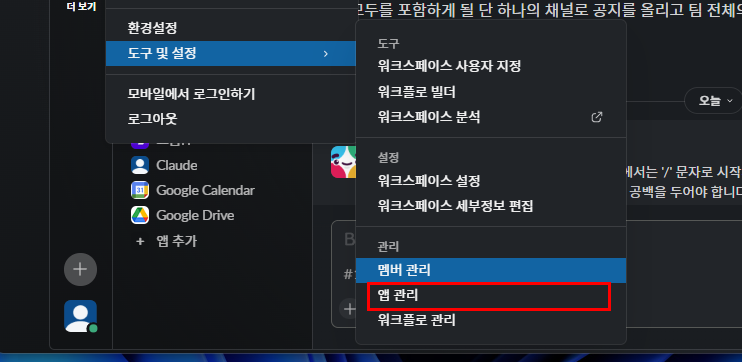 더 보기
모두를 포함하게 될 단 하나의 채널로 공지를 올리고 팀 전체의
환경설정
도구 및 설정
모바일에서 로그인하기
로그아웃
Claude
Google Calendar
Google Drive
앱 추가
도구
워크스페이스 사용자 지정
워크플로 빌더
워크스페이스 분석
설정
워크스페이스 설정
워크스페이스 세부정보 편집
관리
멤버 관리
앱 관리
워크플로 관리
오늘
에서는 '/' 문자로 시작
공백을 두어야 합니다
B